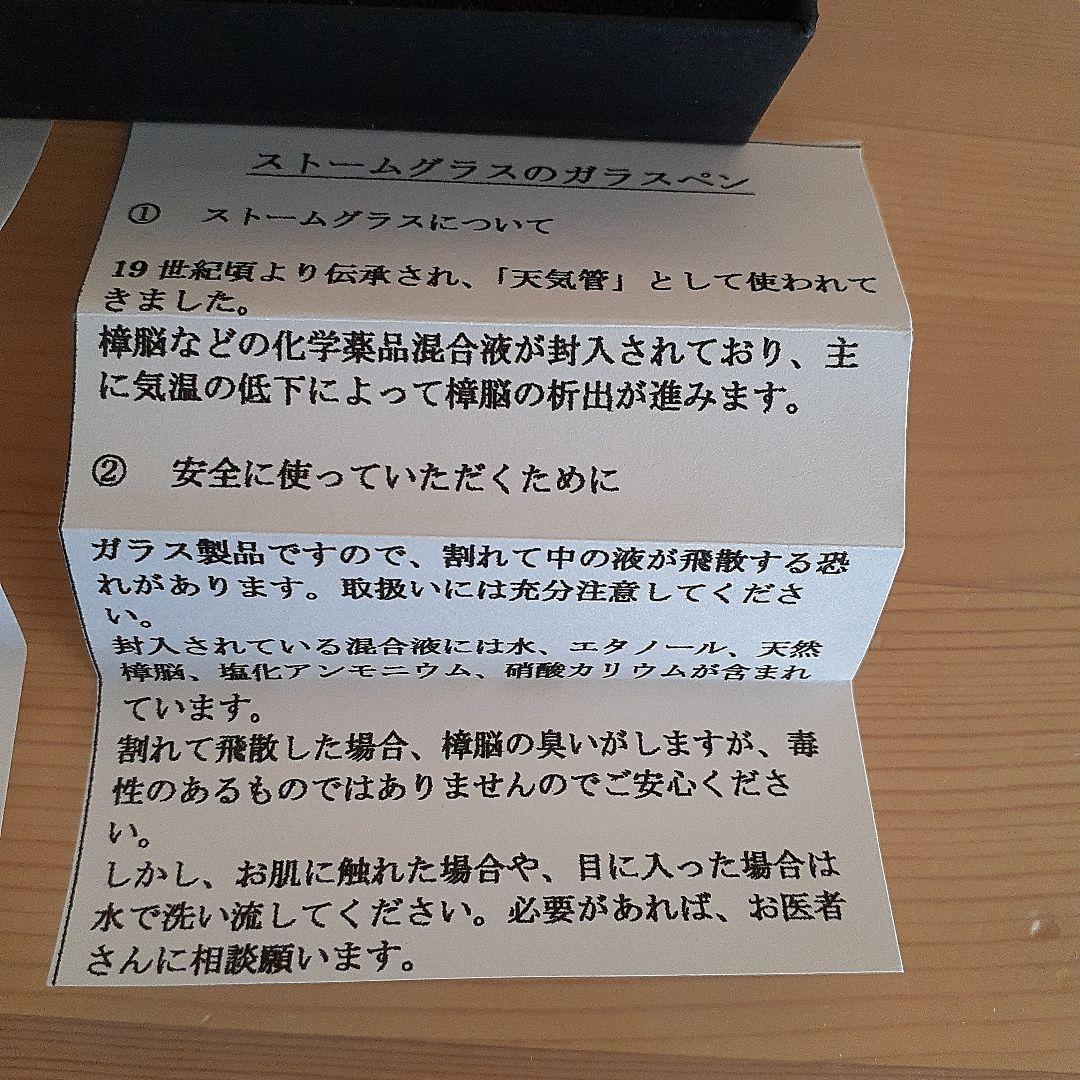 ストームグラスのガラスペン
① ストームグラスについて
19世紀頃より伝承され、「天気管」として使われて
きました。
樟脳などの化学薬品混合液が封入されており、主
に気温の低下によって樟脳の析出が進みます。
② 安全に使っていただくために
ガラス製品ですので、割れて中の液が飛散する恐
れがあります。取扱いには充分注意してくださ
い。
封入されている混合液には水、エタノール、天然
樟脳、塩化アンモニウム、硝酸カリウムが含まれ
ています。
割れて飛散した場合、樟脳の臭いがしますが、毒
性のあるものではありませんのでご安心くださ
い。
しかし、お肌に触れた場合や、目に入った場合は
水で洗い流してください。必要があれば、お医者
さんに相談願います。